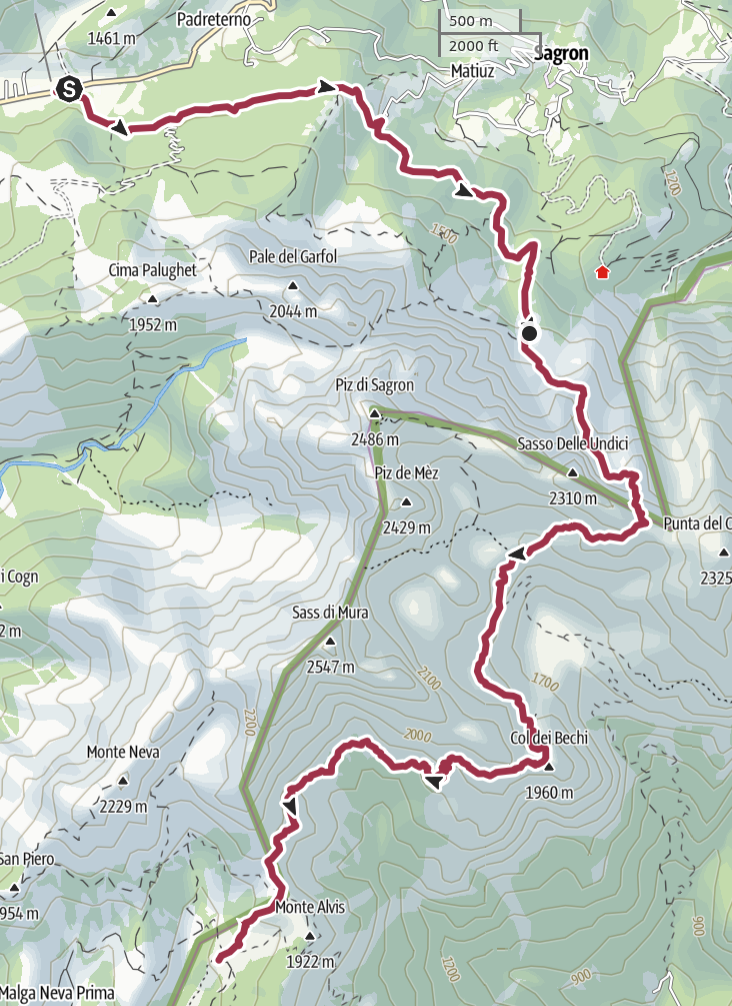 500 m
2000 ft
Padreterno
1461 m
Sagron
Matiuz
S
1200
1500
Pale del Garfol
2044 m
Cima Palughet
1952 m
Piz di Sagron
2486 m
Sasso Delle Undici
2310 m
Piz de Mèz
2429 m
Punta del C
2325
i Cogn
2 m
Sass di Mura
2547 m
2100
1700
2200
2000
Col dei Bechi
1960 m
Monte Neva
2229 m
San Piero
954 m
Monte Alvis
1922 m
900
1200
900
Malga Neva Prima